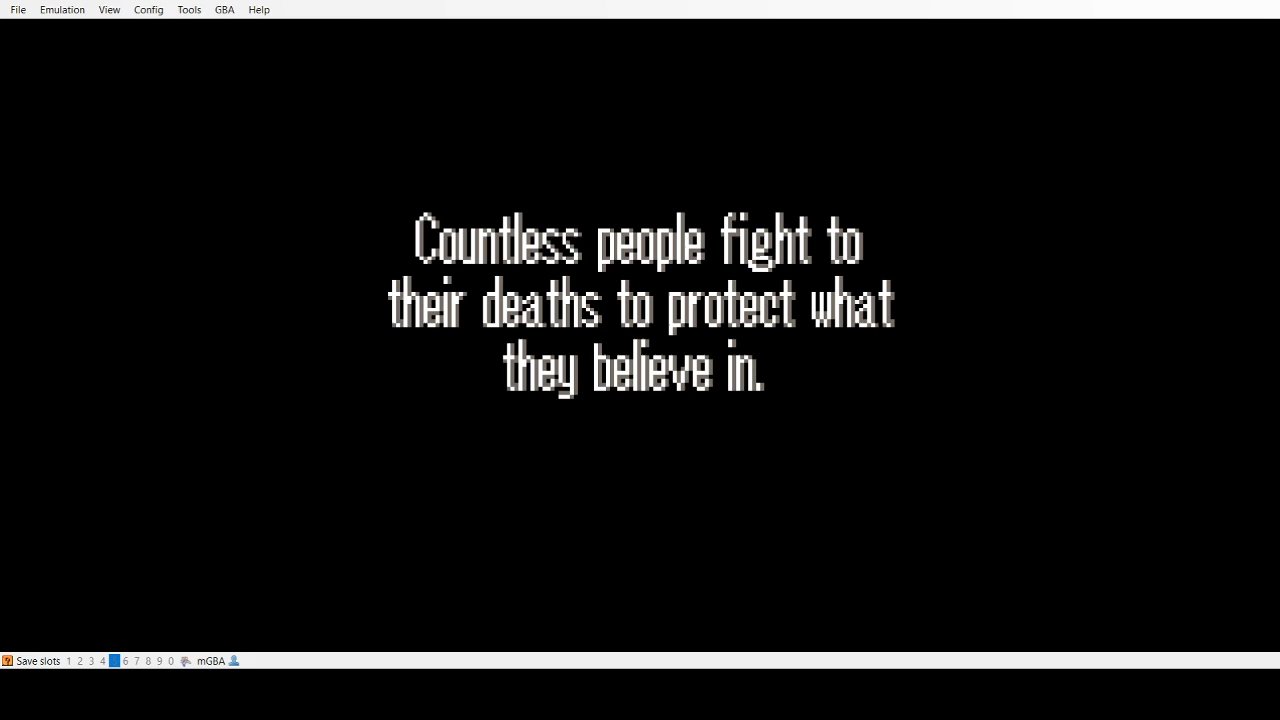 File Emulation View Config Tools GBA Help
Countless people fight to
their deaths to protect what
they believe in.
Save slots 1 2 3 4 6 7 8 9 0 mGBA